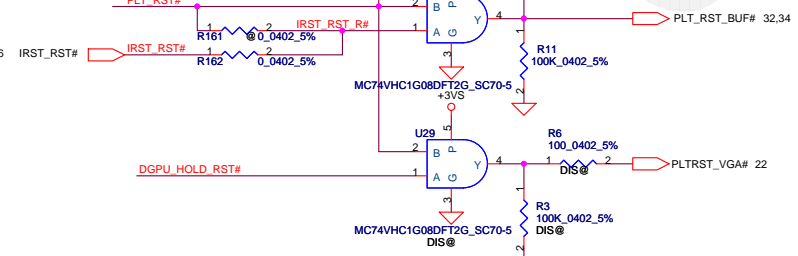 PLT_RST#
2
B
P
1
2
IRST_RST_R#
1
A
G
Y
4
PLT_RST_BUF# 32,34
R161
@0_0402_5%
6 IRST_RST#
IRST_RST#
1
2
R162
0_0402_5%
3
1
R11
100K_0402_5%
2
MC74VHC1G08DFT2G_SC70-5
+3VS
5
U29
2
B
P
Y
4
R6
100_0402_5%
1
2
DIS@
PLTRST_VGA# 22
DGPU_HOLD_RST#
1
A
G
3
1
R3
100K_0402_5%
DIS@
2
MC74VHC1G08DFT2G_SC70-5
DIS@